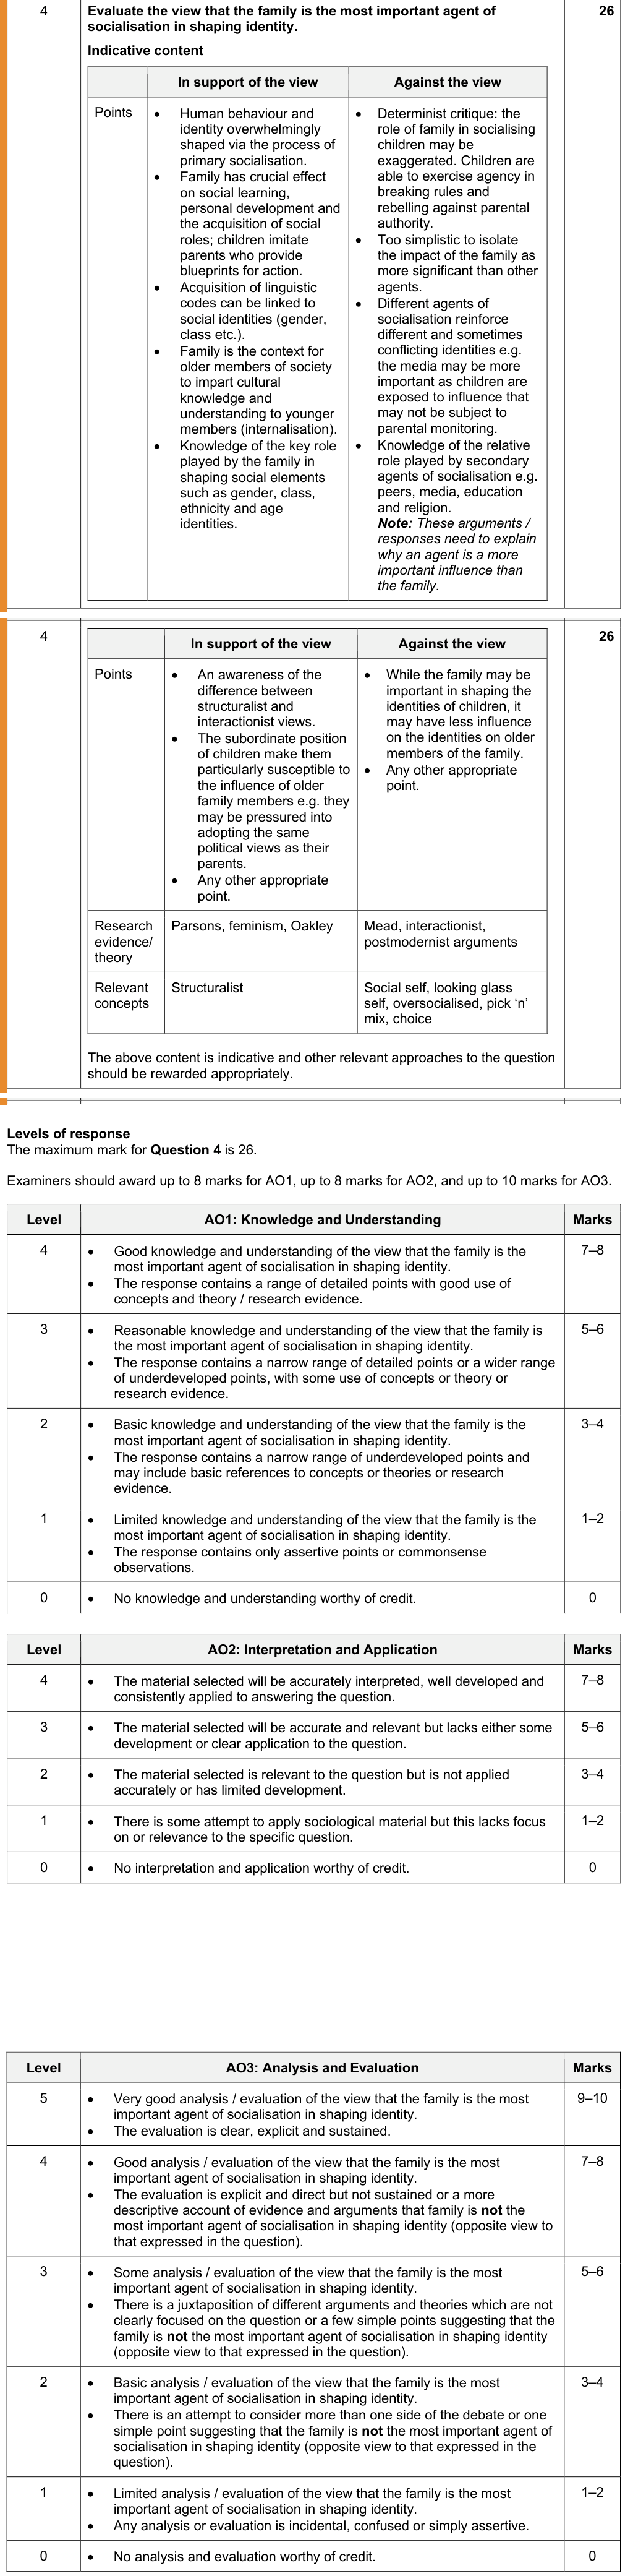 4
Evaluate the view that the family is the most important agent of
socialisation in shaping identity.
26
Indicative content
In support of the view
Against the view
Points
• Human behaviour and
identity overwhelmingly
shaped via the process of
primary socialisation.
• Family has crucial effect
on social learning,
personal development and
the acquisition of social
roles; children imitate
parents who provide
blueprints for action.
• Acquisition of linguistic
codes can be linked to
social identities (gender,
class etc.).
• Family is the context for
older members of society
to impart cultural
knowledge and
understanding to younger
members (internalisation).
• Knowledge of the key role
played by the family in
shaping social elements
such as gender, class,
ethnicity and age
identities.
• Determinist critique: the
role of family in socialising
children may be
exaggerated. Children are
able to exercise agency in
breaking rules and
rebelling against parental
authority.
• Too simplistic to isolate
the impact of the family as
more significant than other
agents.
• Different agents of
socialisation reinforce
different and sometimes
conflicting identities e.g.
the media may be more
important as children are
exposed to influence that
may not be subject to
parental monitoring.
• Knowledge of the relative
role played by secondary
agents of socialisation e.g.
peers, media, education
and religion.
Note: These arguments /
responses need to explain
why an agent is a more
important influence than
the family.
4
26
In support of the view
Against the view
Points
• An awareness of the
difference between
structuralist and
interactionist views.
• The subordinate position
of children make them
particularly susceptible to
the influence of older
family members e.g. they
may be pressured into
adopting the same
political views as their
parents.
• Any other appropriate
point.
• While the family may be
important in shaping the
identities of children, it
may have less influence
on the identities on older
members of the family.
• Any other appropriate
point.
Research
evidence/
theory
Parsons, feminism, Oakley
Mead, interactionist,
postmodernist arguments
Relevant
concepts
Structuralist
Social self, looking glass
self, oversocialised, pick ‘n’
mix, choice
The above content is indicative and other relevant approaches to the question
should be rewarded appropriately.
Levels of response
The maximum mark for Question 4 is 26.
Examiners should award up to 8 marks for AO1, up to 8 marks for AO2, and up to 10 marks for AO3.
Level
AO1: Knowledge and Understanding
Marks
4
• Good knowledge and understanding of the view that the family is the
most important agent of socialisation in shaping identity.
• The response contains a range of detailed points with good use of
concepts and theory / research evidence.
7–8
3
• Reasonable knowledge and understanding of the view that the family is
the most important agent of socialisation in shaping identity.
• The response contains a narrow range of detailed points or a wider range
of underdeveloped points, with some use of concepts or theory or
research evidence.
5–6
2
• Basic knowledge and understanding of the view that the family is the
most important agent of socialisation in shaping identity.
• The response contains a narrow range of underdeveloped points and
may include basic references to concepts or theories or research
evidence.
3–4
1
• Limited knowledge and understanding of the view that the family is the
most important agent of socialisation in shaping identity.
• The response contains only assertive points or commonsense
observations.
1–2
0
• No knowledge and understanding worthy of credit.
0
Level
AO2: Interpretation and Application
Marks
4
• The material selected will be accurately interpreted, well developed and
consistently applied to answering the question.
7–8
3
• The material selected will be accurate and relevant but lacks either some
development or clear application to the question.
5–6
2
• The material selected is relevant to the question but is not applied
accurately or has limited development.
3–4
1
• There is some attempt to apply sociological material but this lacks focus
on or relevance to the specific question.
1–2
0
• No interpretation and application worthy of credit.
0
Level
AO3: Analysis and Evaluation
Marks
5
• Very good analysis / evaluation of the view that the family is the most
important agent of socialisation in shaping identity.
• The evaluation is clear, explicit and sustained.
9–10
4
• Good analysis / evaluation of the view that the family is the most
important agent of socialisation in shaping identity.
• The evaluation is explicit and direct but not sustained or a more
descriptive account of evidence and arguments that family is not the
most important agent of socialisation in shaping identity (opposite view to
that expressed in the question).
7–8
3
• Some analysis / evaluation of the view that the family is the most
important agent of socialisation in shaping identity.
• There is a juxtaposition of different arguments and theories which are not
clearly focused on the question or a few simple points suggesting that the
family is not the most important agent of socialisation in shaping identity
(opposite view to that expressed in the question).
5–6
2
• Basic analysis / evaluation of the view that the family is the most
important agent of socialisation in shaping identity.
• There is an attempt to consider more than one side of the debate or one
simple point suggesting that the family is not the most important agent of
socialisation in shaping identity (opposite view to that expressed in the
question).
3–4
1
• Limited analysis / evaluation of the view that the family is the most
important agent of socialisation in shaping identity.
• Any analysis or evaluation is incidental, confused or simply assertive.
1–2
0
• No analysis and evaluation worthy of credit.
0